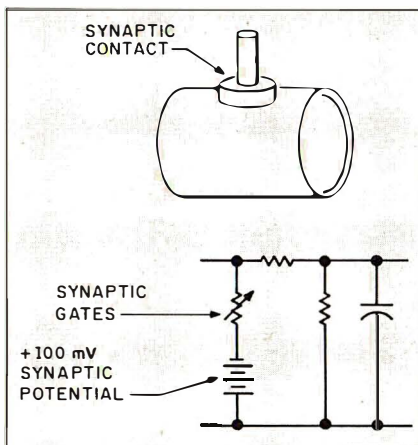 SYNAPTIC
CONTACT
SYNAPTIC
GATES
+100 mV
SYNAPTIC
POTENTIAL